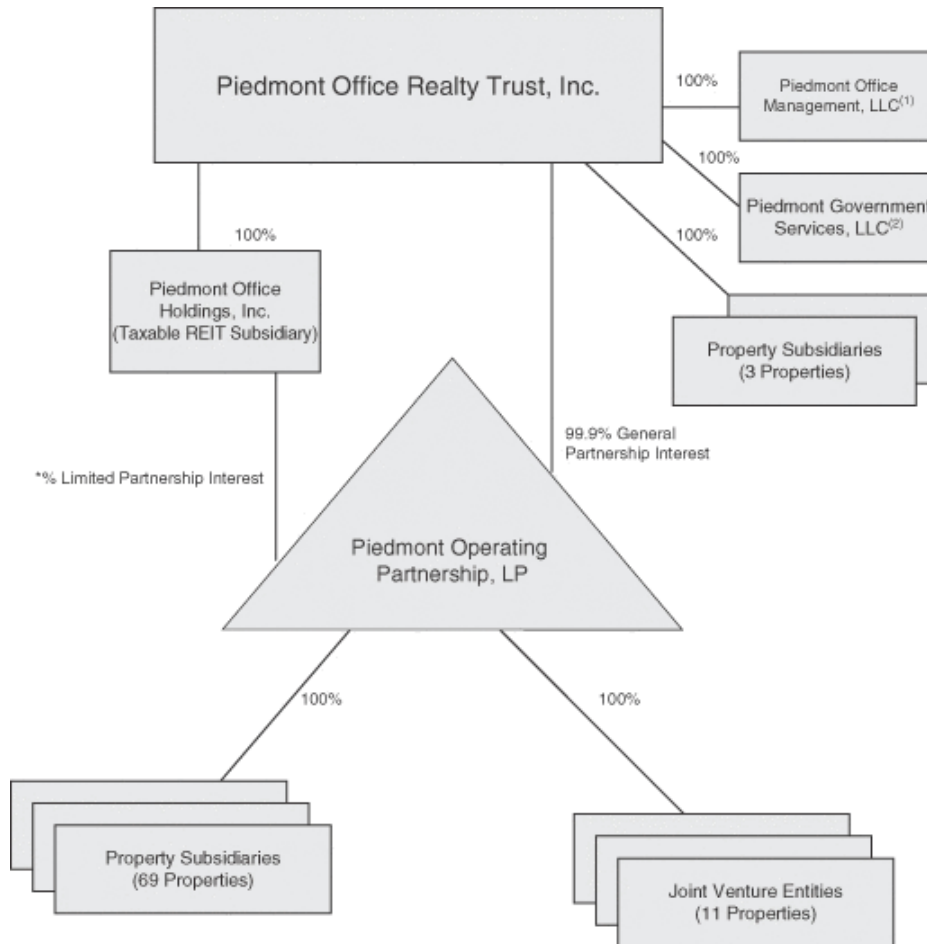 Piedmont Office Realty Trust, Inc.
100%
Piedmont Office
Management, LLC(1)
100%
Piedmont Government
Services, LLC(2)
100%
100%
Piedmont Office
Holdings, Inc.
(Taxable REIT Subsidiary)
Property Subsidiaries
(3 Properties)
99.9% General
Partnership Interest
*% Limited Partnership Interest
Piedmont Operating
Partnership, LP
100%
100%
Property Subsidiaries
(69 Properties)
Joint Venture Entities
(11 Properties)